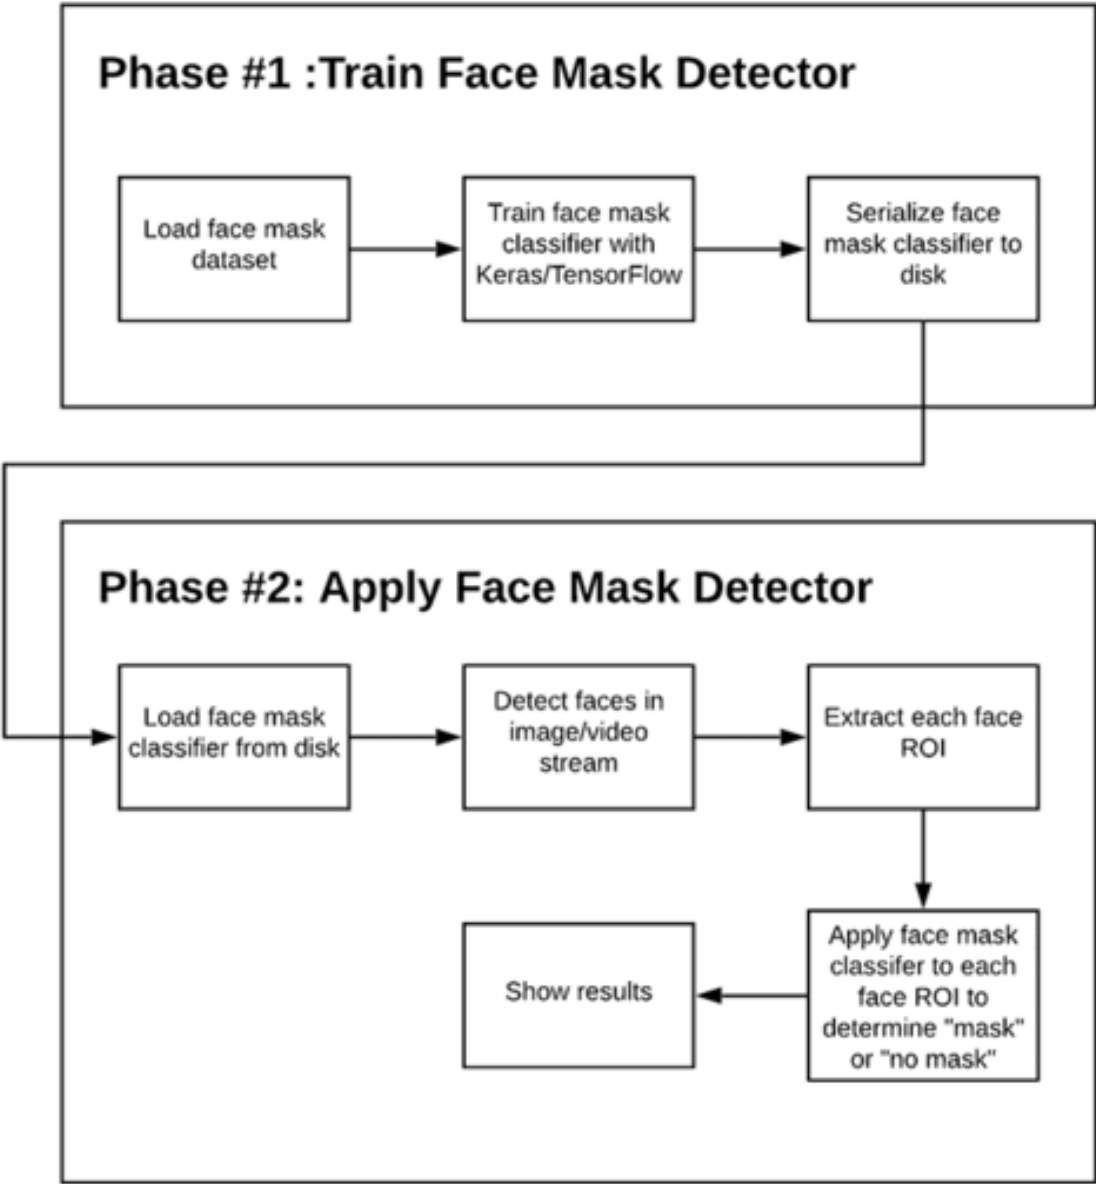 Phase #1 :Train Face Mask Detector
Load face mask
dataset
Train face mask
classifier with
Keras/TensorFlow
Serialize face
mask classifier to
disk
Phase #2: Apply Face Mask Detector
Load face mask
classifier from disk
Detect faces in
image/video
stream
Extract each face
ROI
Apply face mask
classifer to each
face ROI to
determine "mask"
or "no mask"
Show results